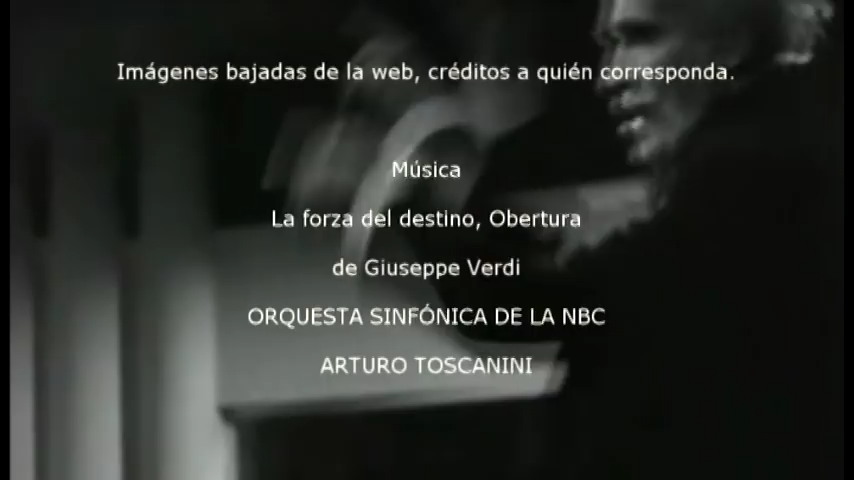 Imágenes bajadas de la web, créditos a quién corresponda.
Música
La forza del destino, Obertura
de Giuseppe Verdi
ORQUESTA SINFÓNICA DE LA NBC
ARTURO TOSCANINI